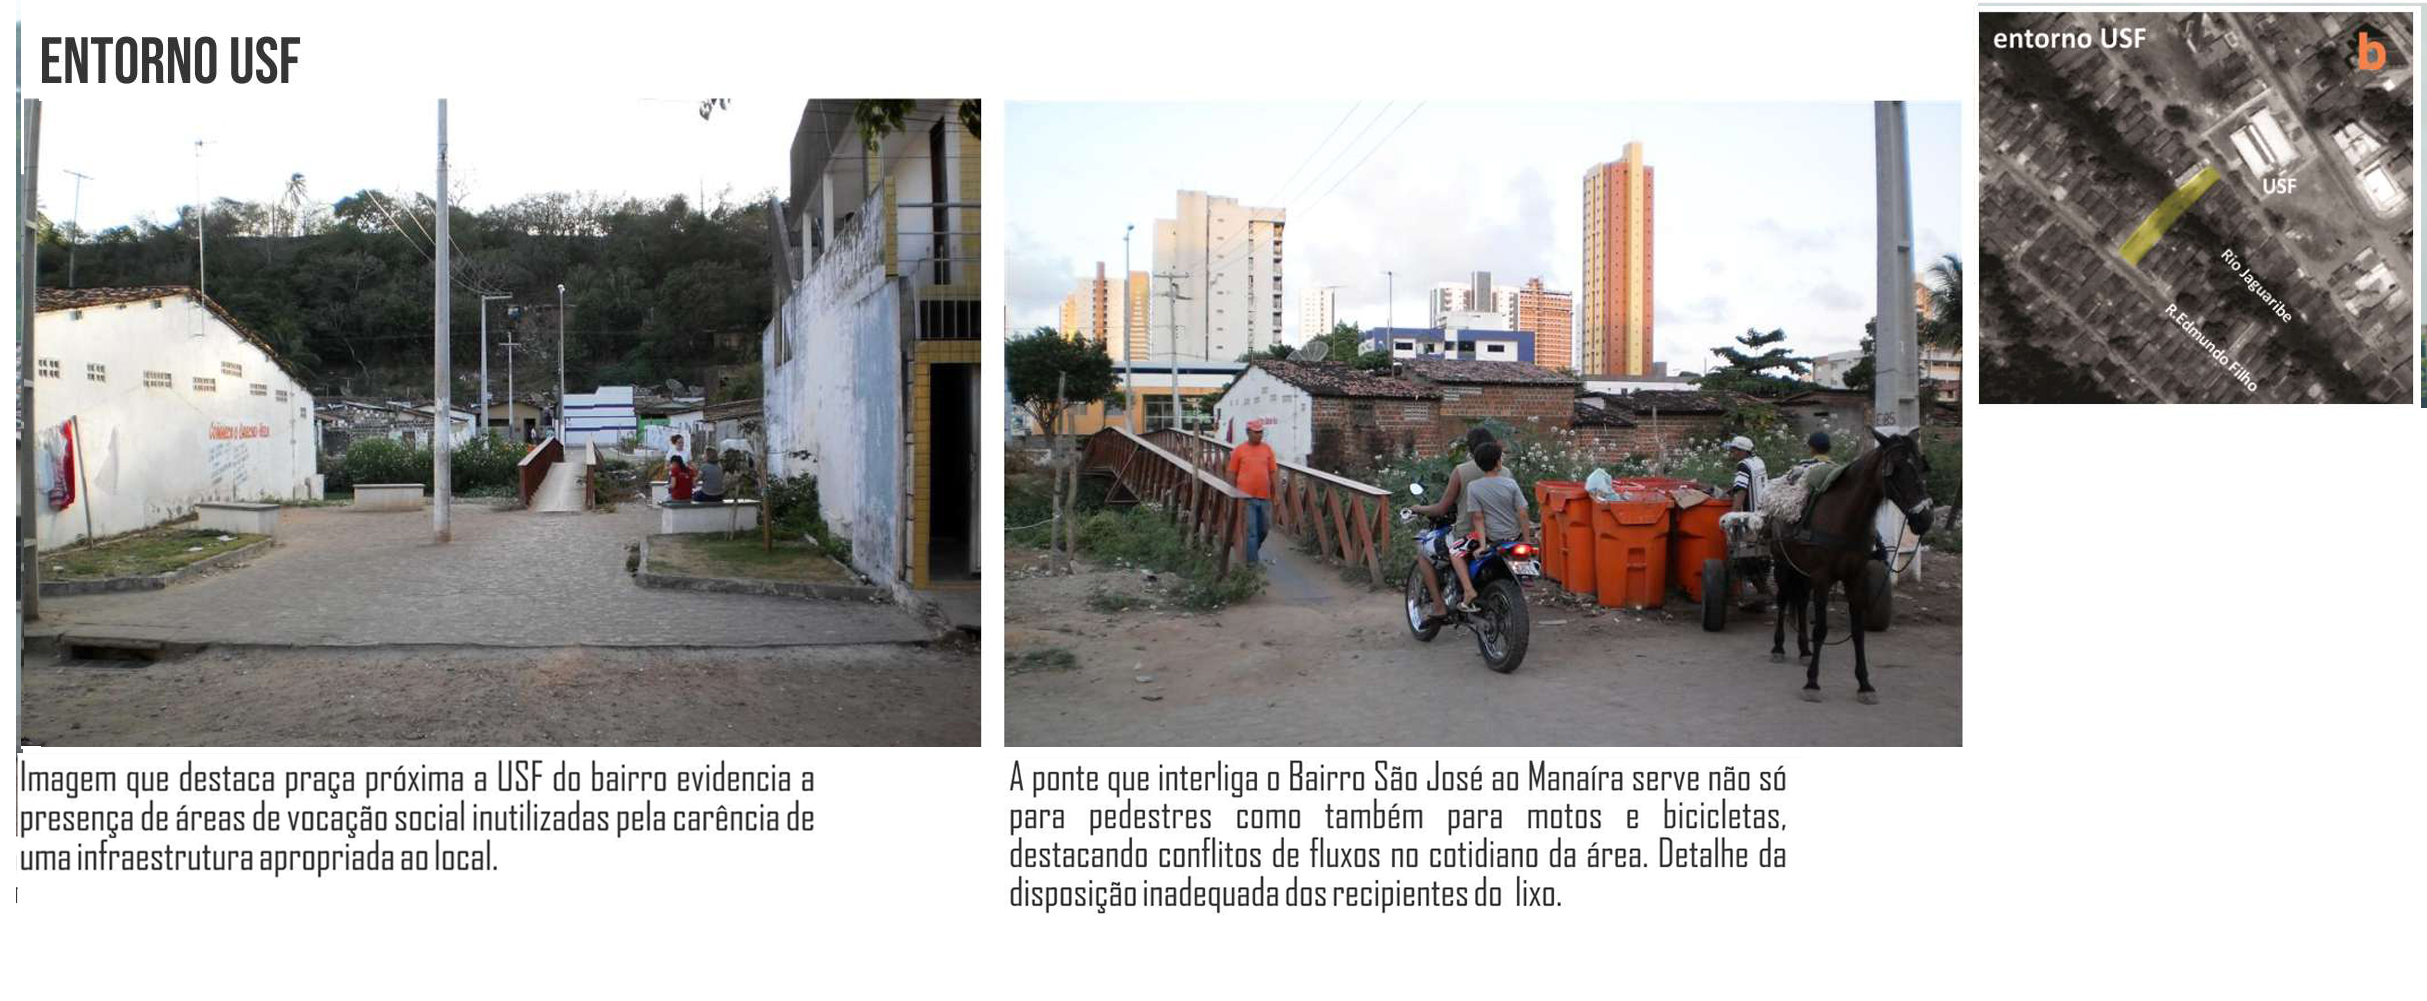 ENTORNO USF
entorno USF
b
USF
Rio Jaguaribe
R.Edmundo Filho
Imagem que destaca praça próxima a USF do bairro evidencia a
presença de áreas de vocação social inutilizadas pela carência de
uma infraestrutura apropriada ao local.
A ponte que interliga o Bairro São José ao Manaíra serve não só
para pedestres como também para motos e bicicletas,
destacando conflitos de fluxos no cotidiano da área. Detalhe da
disposição inadequada dos recipientes do lixo.